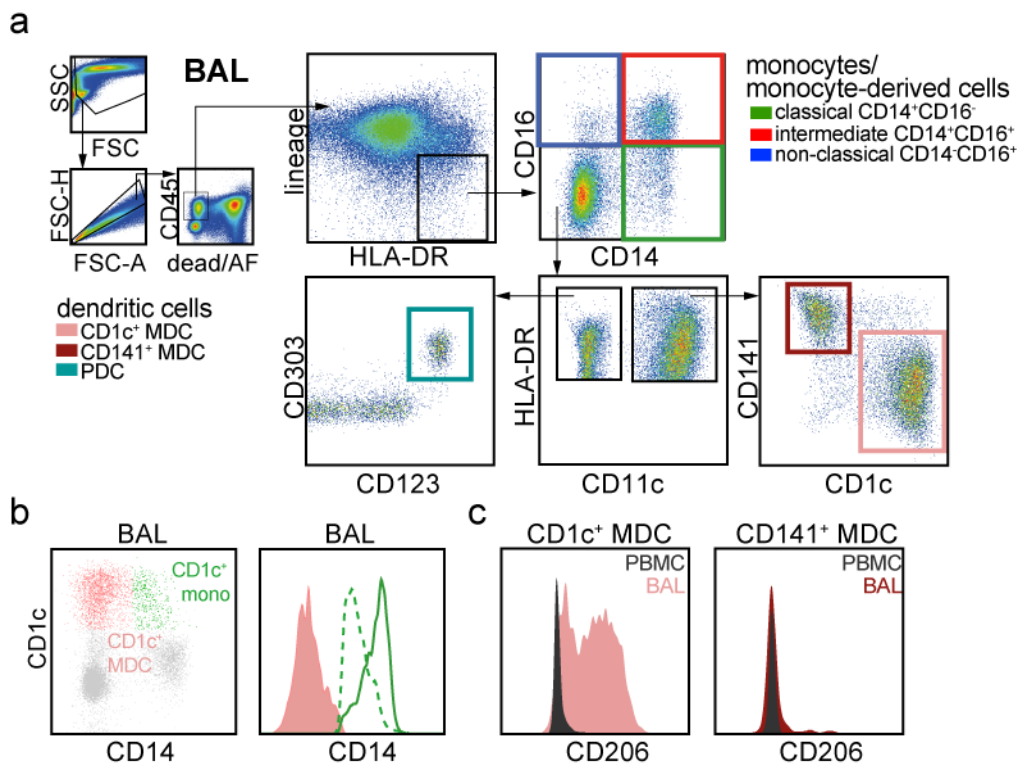 a
BAL
SSC
FSC
FSC-H
FSC-A
CD45
dead/AF
lineage
HLA-DR
CD16
CD14
monocytes/
monocyte-derived cells
classical CD14⁺CD16⁻
intermediate CD14⁺CD16⁺
non-classical CD14⁻CD16⁺
dendritic cells
CD1c⁺ MDC
CD141⁺ MDC
PDC
CD303
CD123
HLA-DR
CD11c
CD141
CD1c
b
BAL
CD1c⁺
mono
CD1c⁺
MDC
CD1c
CD14
BAL
CD14
c
CD1c⁺ MDC
PBMC
BAL
CD206
CD141⁺ MDC
PBMC
BAL
CD206